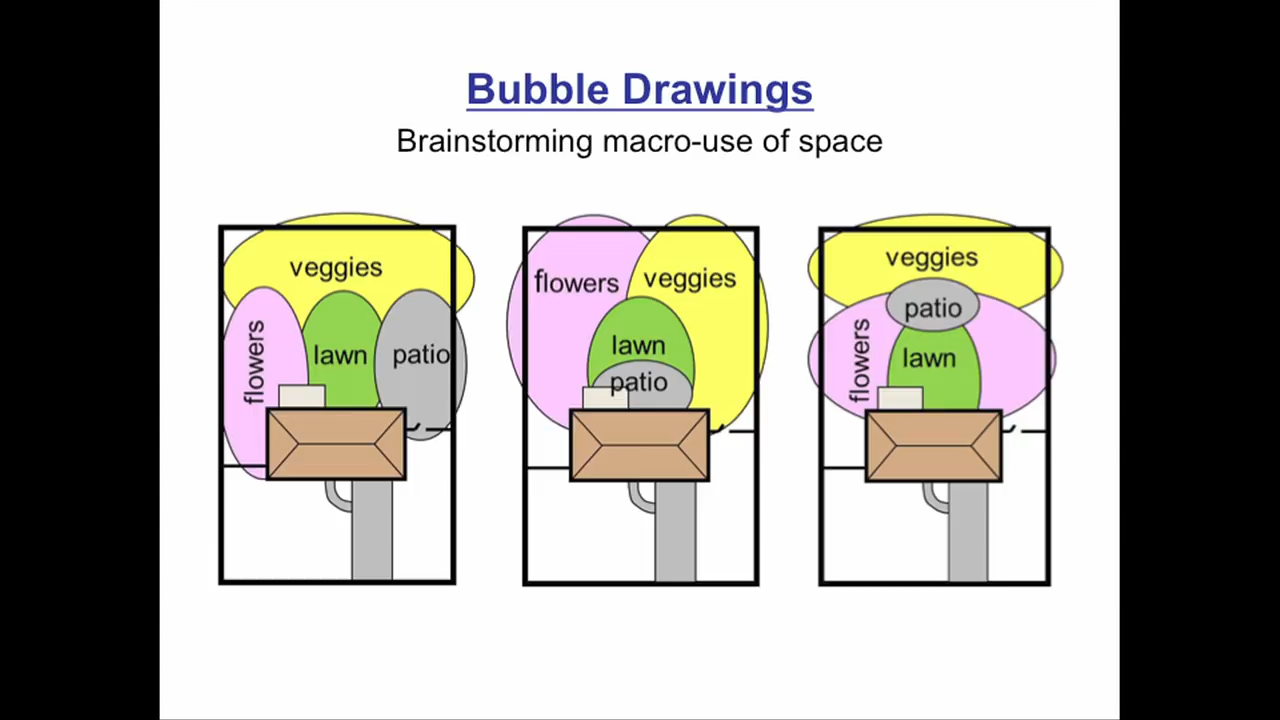 Bubble Drawings
Brainstorming macro-use of space
veggies
flowers
lawn
patio
flowers
veggies
lawn
patio
veggies
patio
flowers
lawn